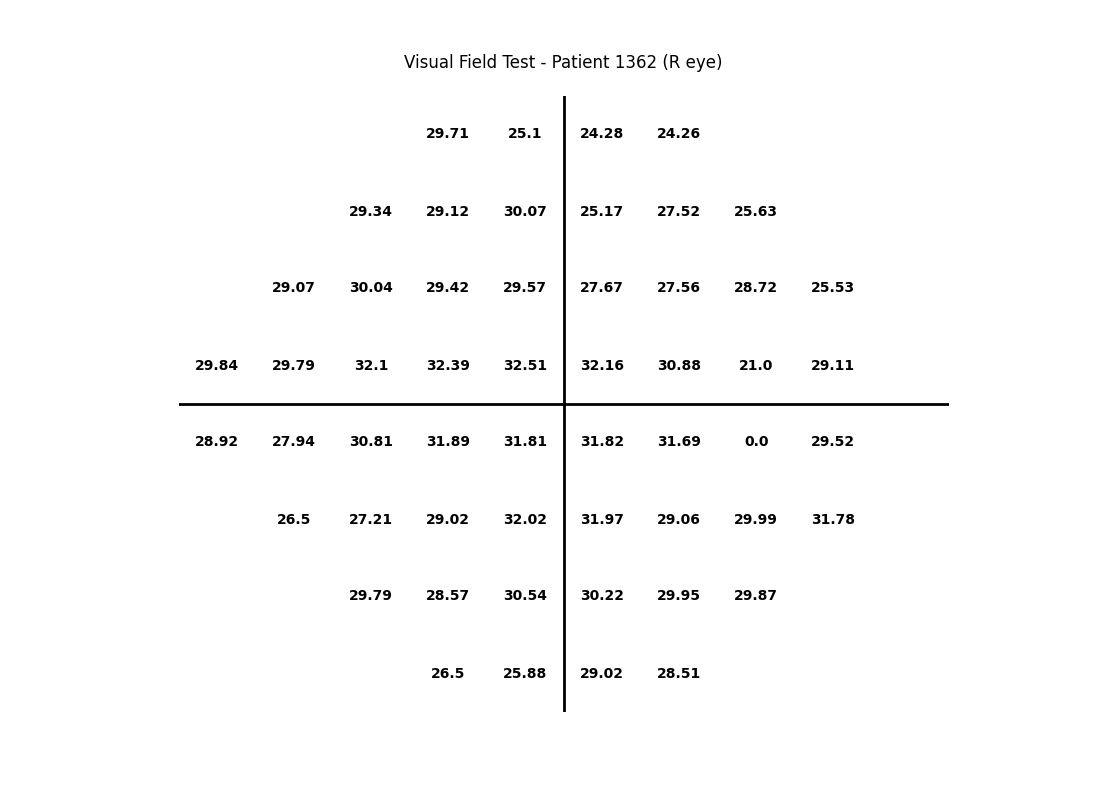 Visual Field Test - Patient 1362 (R eye)
29.71 25.1 24.28 24.26
29.34 29.12 30.07 25.17 27.52 25.63
29.07 30.04 29.42 29.57 27.67 27.56 28.72 25.53
29.84 29.79 32.1 32.39 32.51 32.16 30.88 21.0 29.11
28.92 27.94 30.81 31.89 31.81 31.82 31.69 0.0 29.52
26.5 27.21 29.02 32.02 31.97 29.06 29.99 31.78
29.79 28.57 30.54 30.22 29.95 29.87
26.5 25.88 29.02 28.51